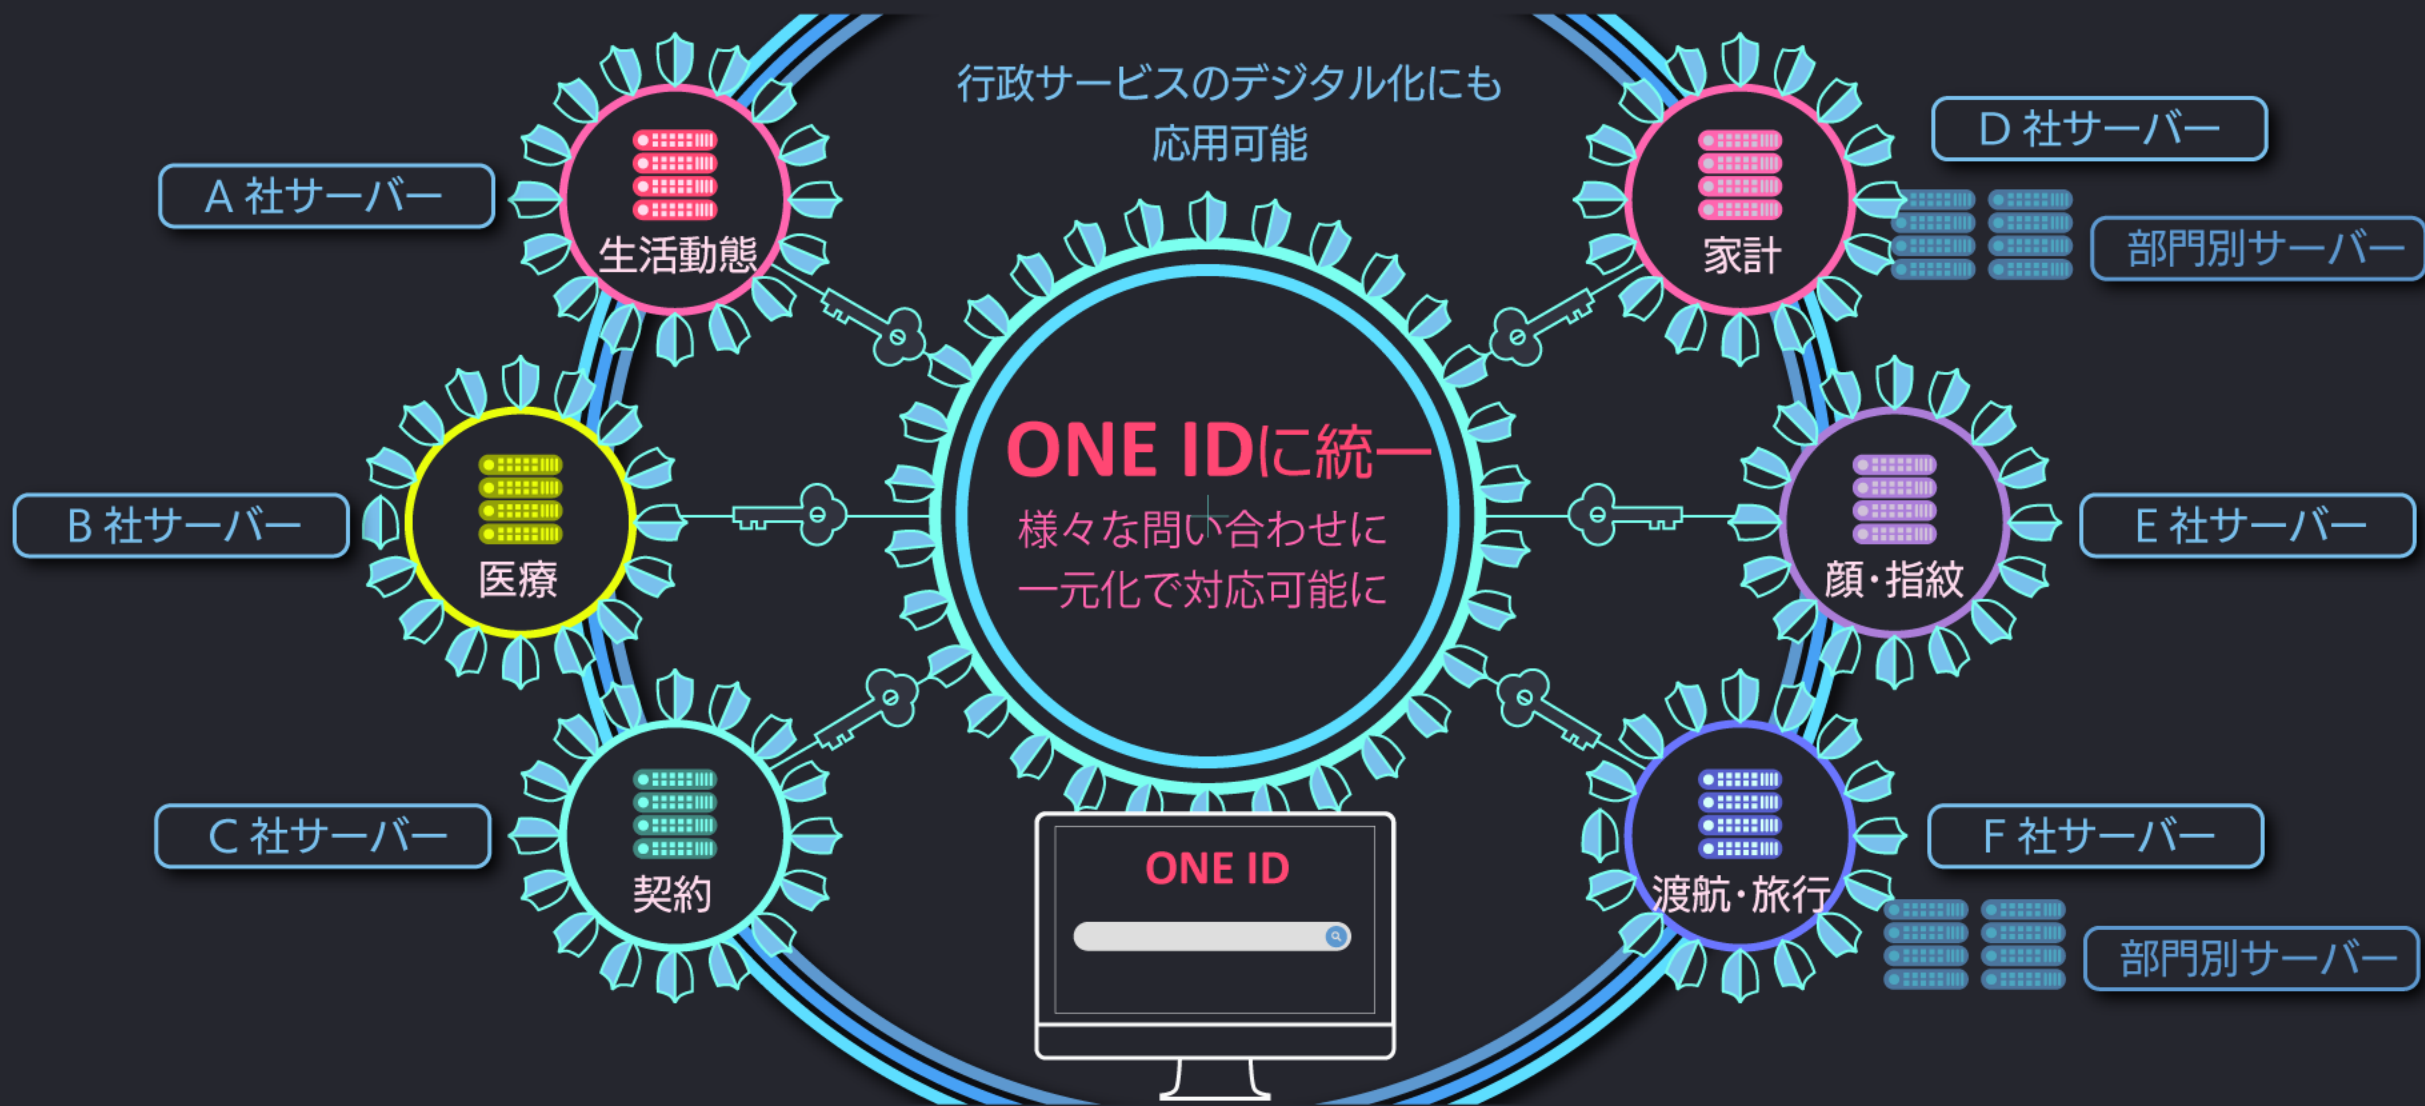 行政サービスのデジタル化にも
応用可能
A 社サーバー
生活動態
B 社サーバー
医療
C 社サーバー
契約
ONE IDに統一
様々な問い合わせに
一元化で対応可能に
ONE ID
D 社サーバー
家計
部門別サーバー
E 社サーバー
顔・指紋
F 社サーバー
渡航・旅行
部門別サーバー